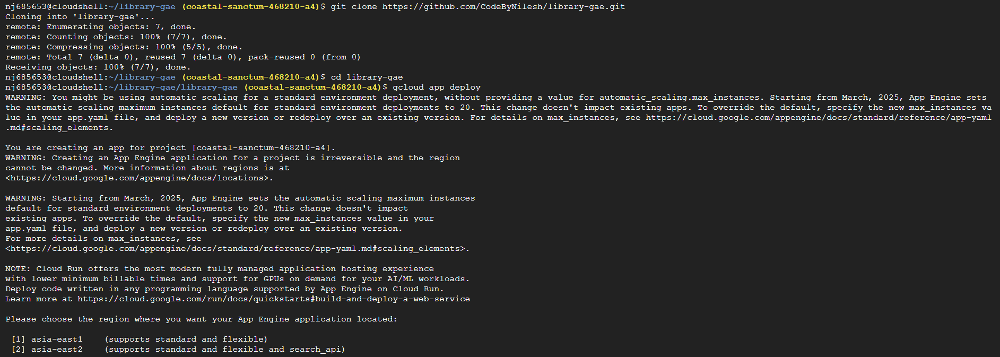 nj685653@cloudshell:~/library-gae (coastal-sanctum-468210-a4)$ git clone https://github.com/CodeByNilesh/library-gae.git
Cloning into 'library-gae'...
remote: Enumerating objects: 7, done.
remote: Counting objects: 100% (7/7), done.
remote: Compressing objects: 100% (5/5), done.
remote: Total 7 (delta 0), reused 7 (delta 0), pack-reused 0 (from 0)
Receiving objects: 100% (7/7), done.
nj685653@cloudshell:~/library-gae (coastal-sanctum-468210-a4)$ cd library-gae
nj685653@cloudshell:~/library-gae/library-gae (coastal-sanctum-468210-a4)$ gcloud app deploy
WARNING: You might be using automatic scaling for a standard environment deployment, without providing a value for automatic_scaling.max_instances. Starting from March, 2025, App Engine sets
the automatic scaling maximum instances default for standard environment deployments to 20. This change doesn't impact existing apps. To override the default, specify the new max_instances va
lue in your app.yaml file, and deploy a new version or redeploy over an existing version. For details on max_instances, see https://cloud.google.com/appengine/docs/standard/reference/app-yaml
.md#scaling_elements.
You are creating an app for project [coastal-sanctum-468210-a4].
WARNING: Creating an App Engine application for a project is irreversible and the region
cannot be changed. More information about regions is at
<https://cloud.google.com/appengine/docs/locations>.
WARNING: Starting from March, 2025, App Engine sets the automatic scaling maximum instances
default for standard environment deployments to 20. This change doesn't impact
existing apps. To override the default, specify the new max_instances value in your
app.yaml file, and deploy a new version or redeploy over an existing version.
For more details on max_instances, see
<https://cloud.google.com/appengine/docs/standard/reference/app-yaml.md#scaling_elements>.
NOTE: Cloud Run offers the most modern fully managed application hosting experience
with lower minimum billable times and support for GPUs on demand for your AI/ML workloads.
Deploy code written in any programming language supported by App Engine on Cloud Run.
Learn more at https://cloud.google.com/run/docs/quickstarts#build-and-deploy-a-web-service
Please choose the region where you want your App Engine application located:
[1] asia-east1    (supports standard and flexible)
[2] asia-east2    (supports standard and flexible and search_api)